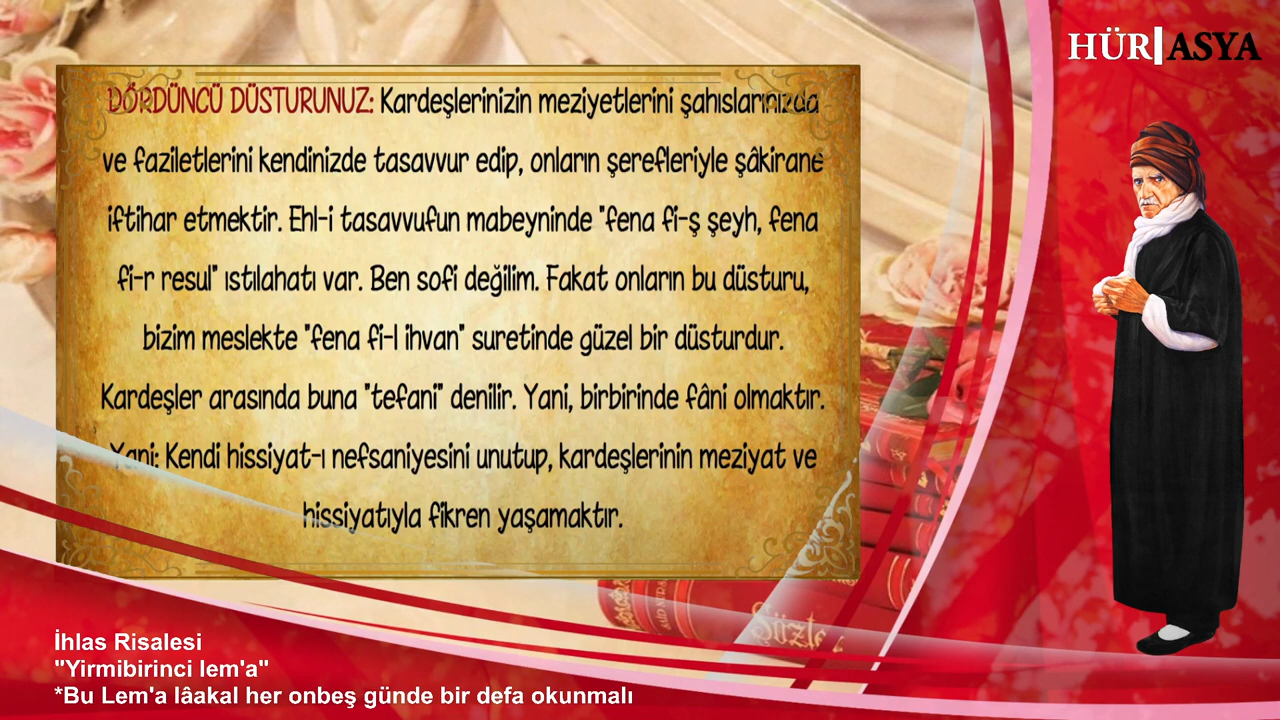 HÜR|ASYA
DÖRDÜNCÜ DÜSTURUNUZ: Kardeşlerinizin meziyetlerini şahıslarınızda
ve faziletlerini kendinizde tasavvur edip, onların şerefleriyle şâkirane
iftihar etmektir. Ehl-i tasavvufun mabeyninde "fena fi-ş şeyh, fena
fi-r resul" ıstılahatı var. Ben sofi değilim. Fakat onların bu düsturu,
bizim meslekte "fena fi-l ihvan" suretinde güzel bir düsturdur.
Kardeşler arasında buna "tefani" denilir. Yani, birbirinde fâni olmaktır.
Yani: Kendi hissiyat-ı nefsaniyesini unutup, kardeşlerinin meziyat ve
hissiyatıyla fikren yaşamaktır.
İhlas Risalesi
"Yirmibirinci lem'a"
*Bu Lem'a lâakal her onbeş günde bir defa okunmalı